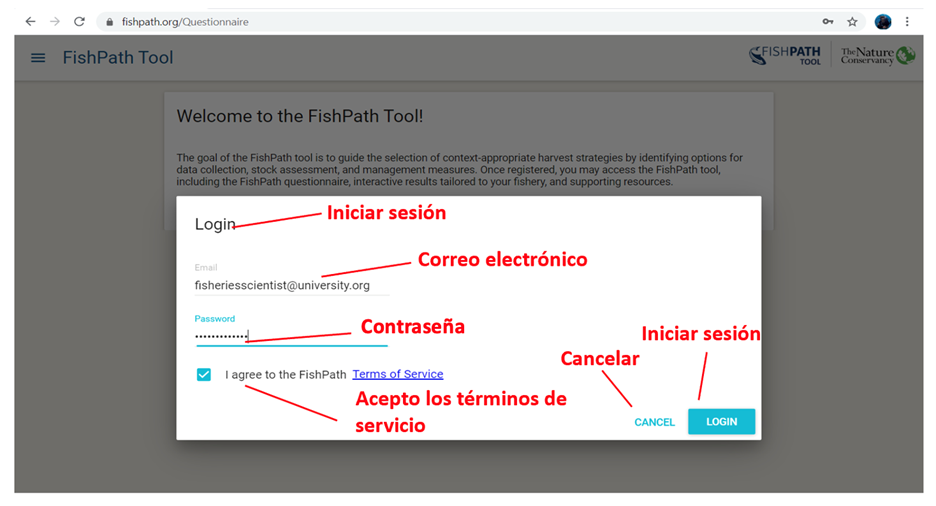 fishpath.org/Questionnaire
FishPath Tool
FISHPATH
TOOL
The Nature
Conservancy
Welcome to the FishPath Tool!
The goal of the FishPath tool is to guide the selection of context-appropriate harvest strategies by identifying options for
data collection, stock assessment, and management measures. Once registered, you may access the FishPath tool,
including the FishPath questionnaire, interactive results tailored to your fishery, and supporting resources.
Login
Iniciar sesión
Email
Correo electrónico
fisheriesscientist@university.org
Password
Contraseña
Iniciar sesión
Cancelar
I agree to the FishPath Terms of Service
Acepto los términos de
servicio
CANCEL
LOGIN